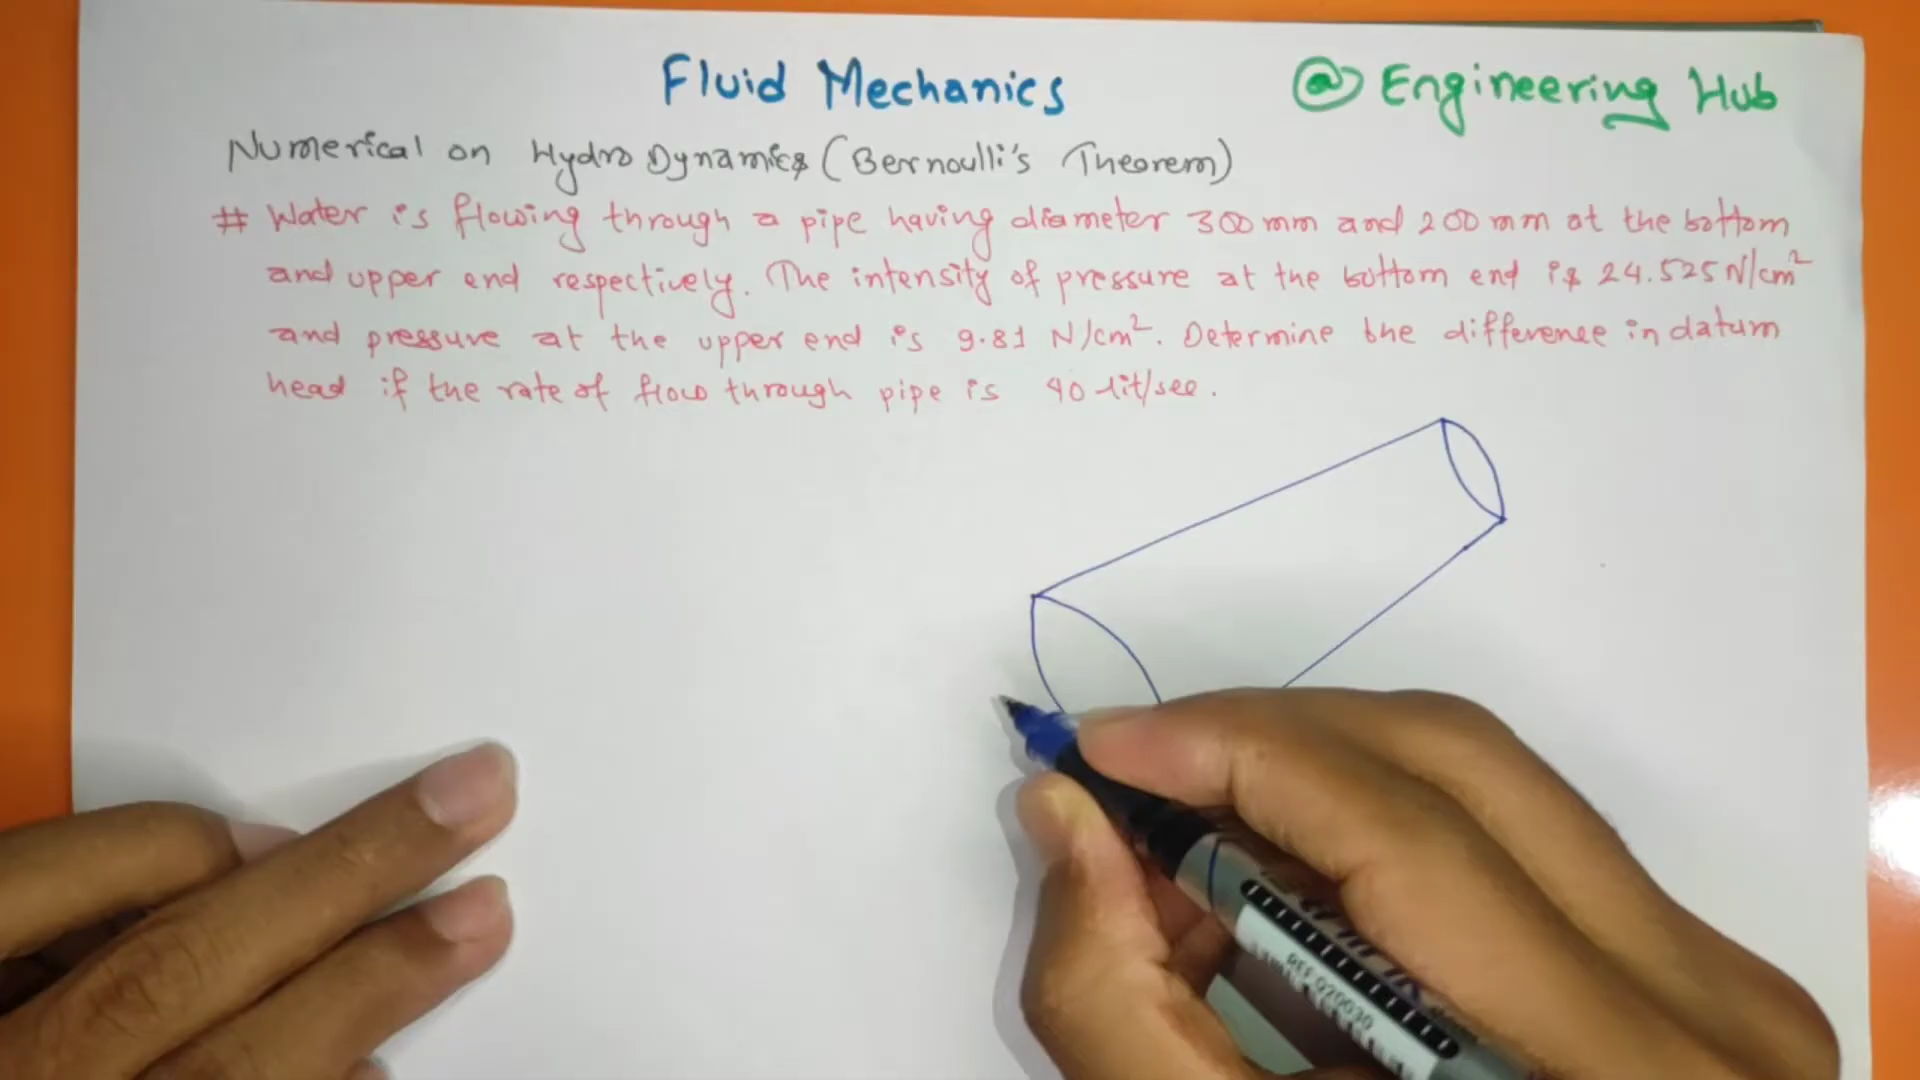 Fluid Mechanics
@ Engineering Hub
Numerical on Hydro Dynamics (Bernoulli's Theorem)
# Water is flowing through a pipe having diameter 300 mm and 200 mm at the bottom
and upper end respectively. The intensity of pressure at the bottom end is 24.525 N/cm²
and pressure at the upper end is 9.81 N/cm². Determine the difference in datum
head if the rate of flow through pipe is 40 lit/sec.
REF 020030